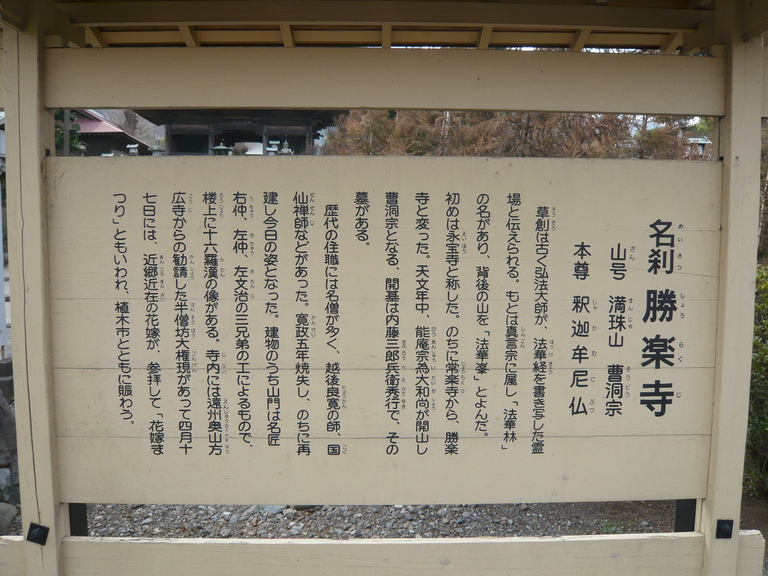 名刹 勝楽寺
山号 満珠山 曹洞宗
本尊 釈迦牟尼仏
草創は古く弘法大師が、法華経を書き写した霊
場と伝えられる。もとは真言宗に属し「法華林」
の名があり、背後の山を「法華峯」とよんだ。
初めは永宝寺と称した。のちに常楽寺から、勝楽
寺と変った。天文年中、能庵宗為大和尚が開山し
曹洞宗となる、開基は内藤三郎兵衛秀行で、その
墓がある。
歴代の住職には名僧が多く、越後良寛の師、国
仙禅師などがあった。寛政五年焼失し、のちに再
建し今日の姿となった。建物のうち山門は名匠
右仲、左仲、左文治の三兄弟の工によるもので、
楼上に十六羅漢の像がある。寺内には遠州奥山方
広寺からの勧請した半僧坊大権現があって四月十
七日には、近郷近在の花嫁が、参拝して「花嫁ま
つり」ともいわれ、植木市とともに賑わう。